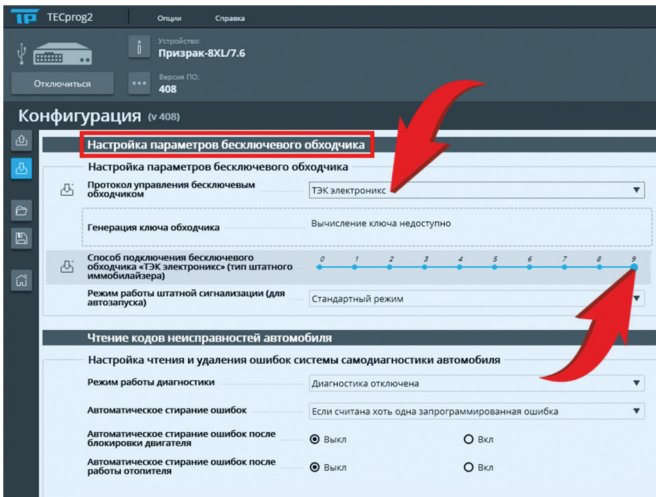 TECprog2
Опции
Справка
Устройство:
Призрак-8XL/7.6
Отключиться
Версия ПО:
408
Конфигурация (v 408)
Настройка параметров бесключевого обходчика
Настройка параметров бесключевого обходчика
Протокол управления бесключевым
обходчиком
ТЭК электроникс
Генерация ключа обходчика
Вычисление ключа недоступно
Способ подключения бесключевого
обходчика «ТЭК электроникс» (тип штатного
иммобилайзера)
0 1 2 3 4 5 6 7 8 9
Режим работы штатной сигнализации (для
автозапуска)
Стандартный режим
Чтение кодов неисправностей автомобиля
Настройка чтения и удаления ошибок системы самодиагностики автомобиля
Режим работы диагностики
Диагностика отключена
Автоматическое стирание ошибок
Если считана хоть одна запрограммированная ошибка
Автоматическое стирание ошибок после
блокировки двигателя
Выкл
Вкл
Автоматическое стирание ошибок после
работы отопителя
Выкл
Вкл